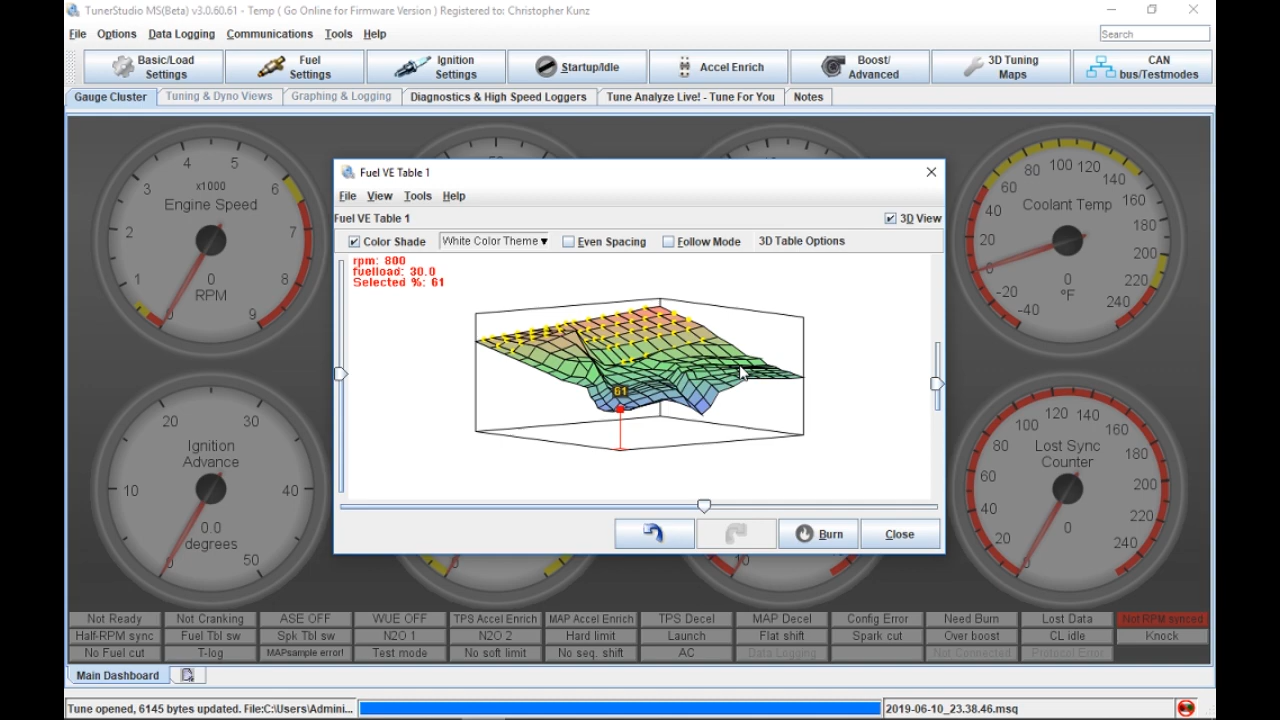 TunerStudio MS(Beta) v3.0.60.61 - Temp ( Go Online for Firmware Version ) Registered to: Christopher Kunz
File Options Data Logging Communications Tools Help Search
Basic/Load Settings
Fuel Settings
Ignition Settings
Startup/Idle
Accel Enrich
Boost/ Advanced
3D Tuning Maps
CAN bus/Testmodes
Gauge Cluster Tuning & Dyno Views Graphing & Logging Diagnostics & High Speed Loggers Tune Analyze Live! - Tune For You Notes
1 2 3 4 5 6 7 8 9
0
x1000
Engine Speed
0
RPM
-40 -20 0 20 40 60 80 100 120 140 160 180 200 220 240
Coolant Temp
0
°F
Fuel VE Table 1
File View Tools Help
Fuel VE Table 1 3D View
Color Shade White Color Theme Even Spacing Follow Mode 3D Table Options
rpm: 800
fuelload: 30.0
Selected %: 61
61
Burn Close
0 10 20 30 40 50
Ignition Advance
0.0
degrees
0 20 40 60 80 100 120 140 160 180 200 220 240
Lost Sync Counter
0
0
10
Not Ready Not Cranking ASE OFF WUE OFF TPS Accel Enrich MAP Accel Enrich TPS Decel MAP Decel Config Error Need Burn Lost Data Not RPM synced
Half-RPM sync Fuel Tbl sw Spk Tbl sw N2O 1 N2O 2 Hard limit Launch Flat shift Spark cut Over boost CL idle Knock
No Fuel cut T-log MAPsample error! Test mode No soft limit No seq. shift AC Data Logging Not Connected Protocol Error
Main Dashboard
Tune opened, 6145 bytes updated. File:C:\Users\Admini... 2019-06-10_23.38.46.msq